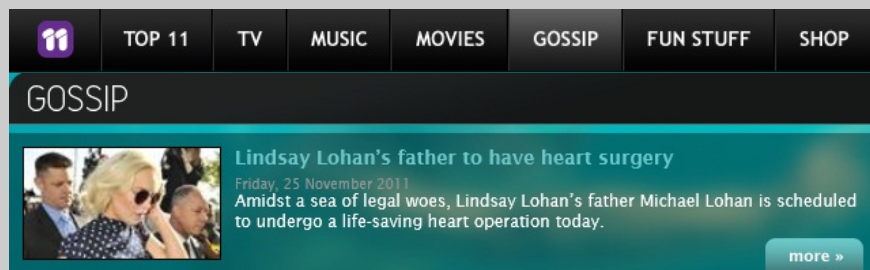 11
TOP 11
TV
MUSIC
MOVIES
GOSSIP
FUN STUFF
SHOP
GOSSIP
Lindsay Lohan's father to have heart surgery
Friday, 25 November 2011
Amidst a sea of legal woes, Lindsay Lohan's father Michael Lohan is scheduled
to undergo a life-saving heart operation today.
more »